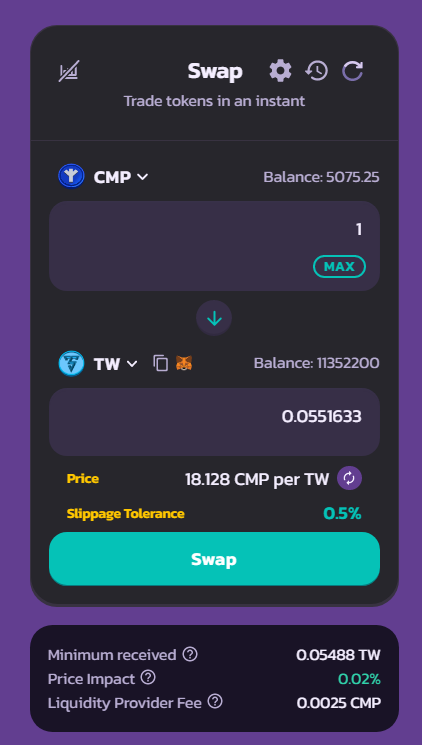 Swap
Trade tokens in an instant
CMP Balance: 5075.25
1
MAX
TW Balance: 11352200
0.0551633
Price 18.128 CMP per TW
Slippage Tolerance 0.5%
Swap
Minimum received 0.05488 TW
Price Impact 0.02%
Liquidity Provider Fee 0.0025 CMP